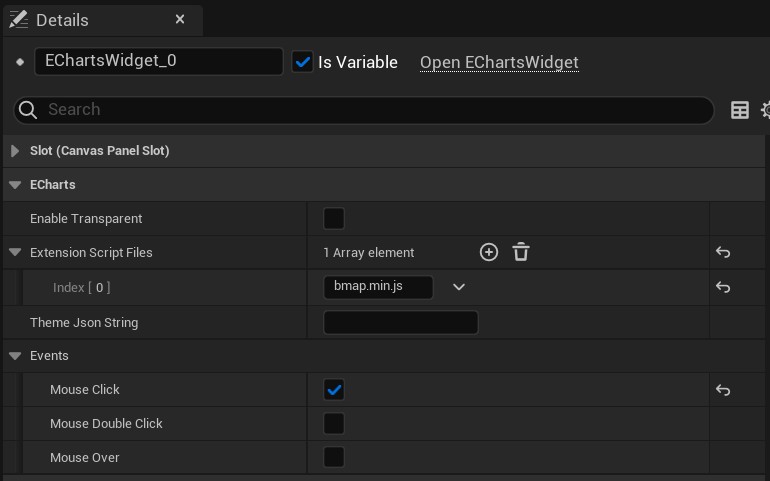 Details
EChartsWidget_0
Is Variable
Open EChartsWidget
Search
Slot (Canvas Panel Slot)
ECharts
Enable Transparent
Extension Script Files
1 Array element
Index [ 0 ]
bmap.min.js
Theme Json String
Events
Mouse Click
Mouse Double Click
Mouse Over